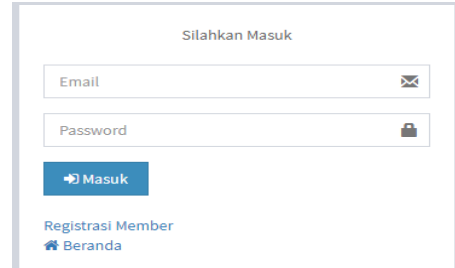 Silahkan Masuk
Email
Password
Masuk
Registrasi Member
Beranda